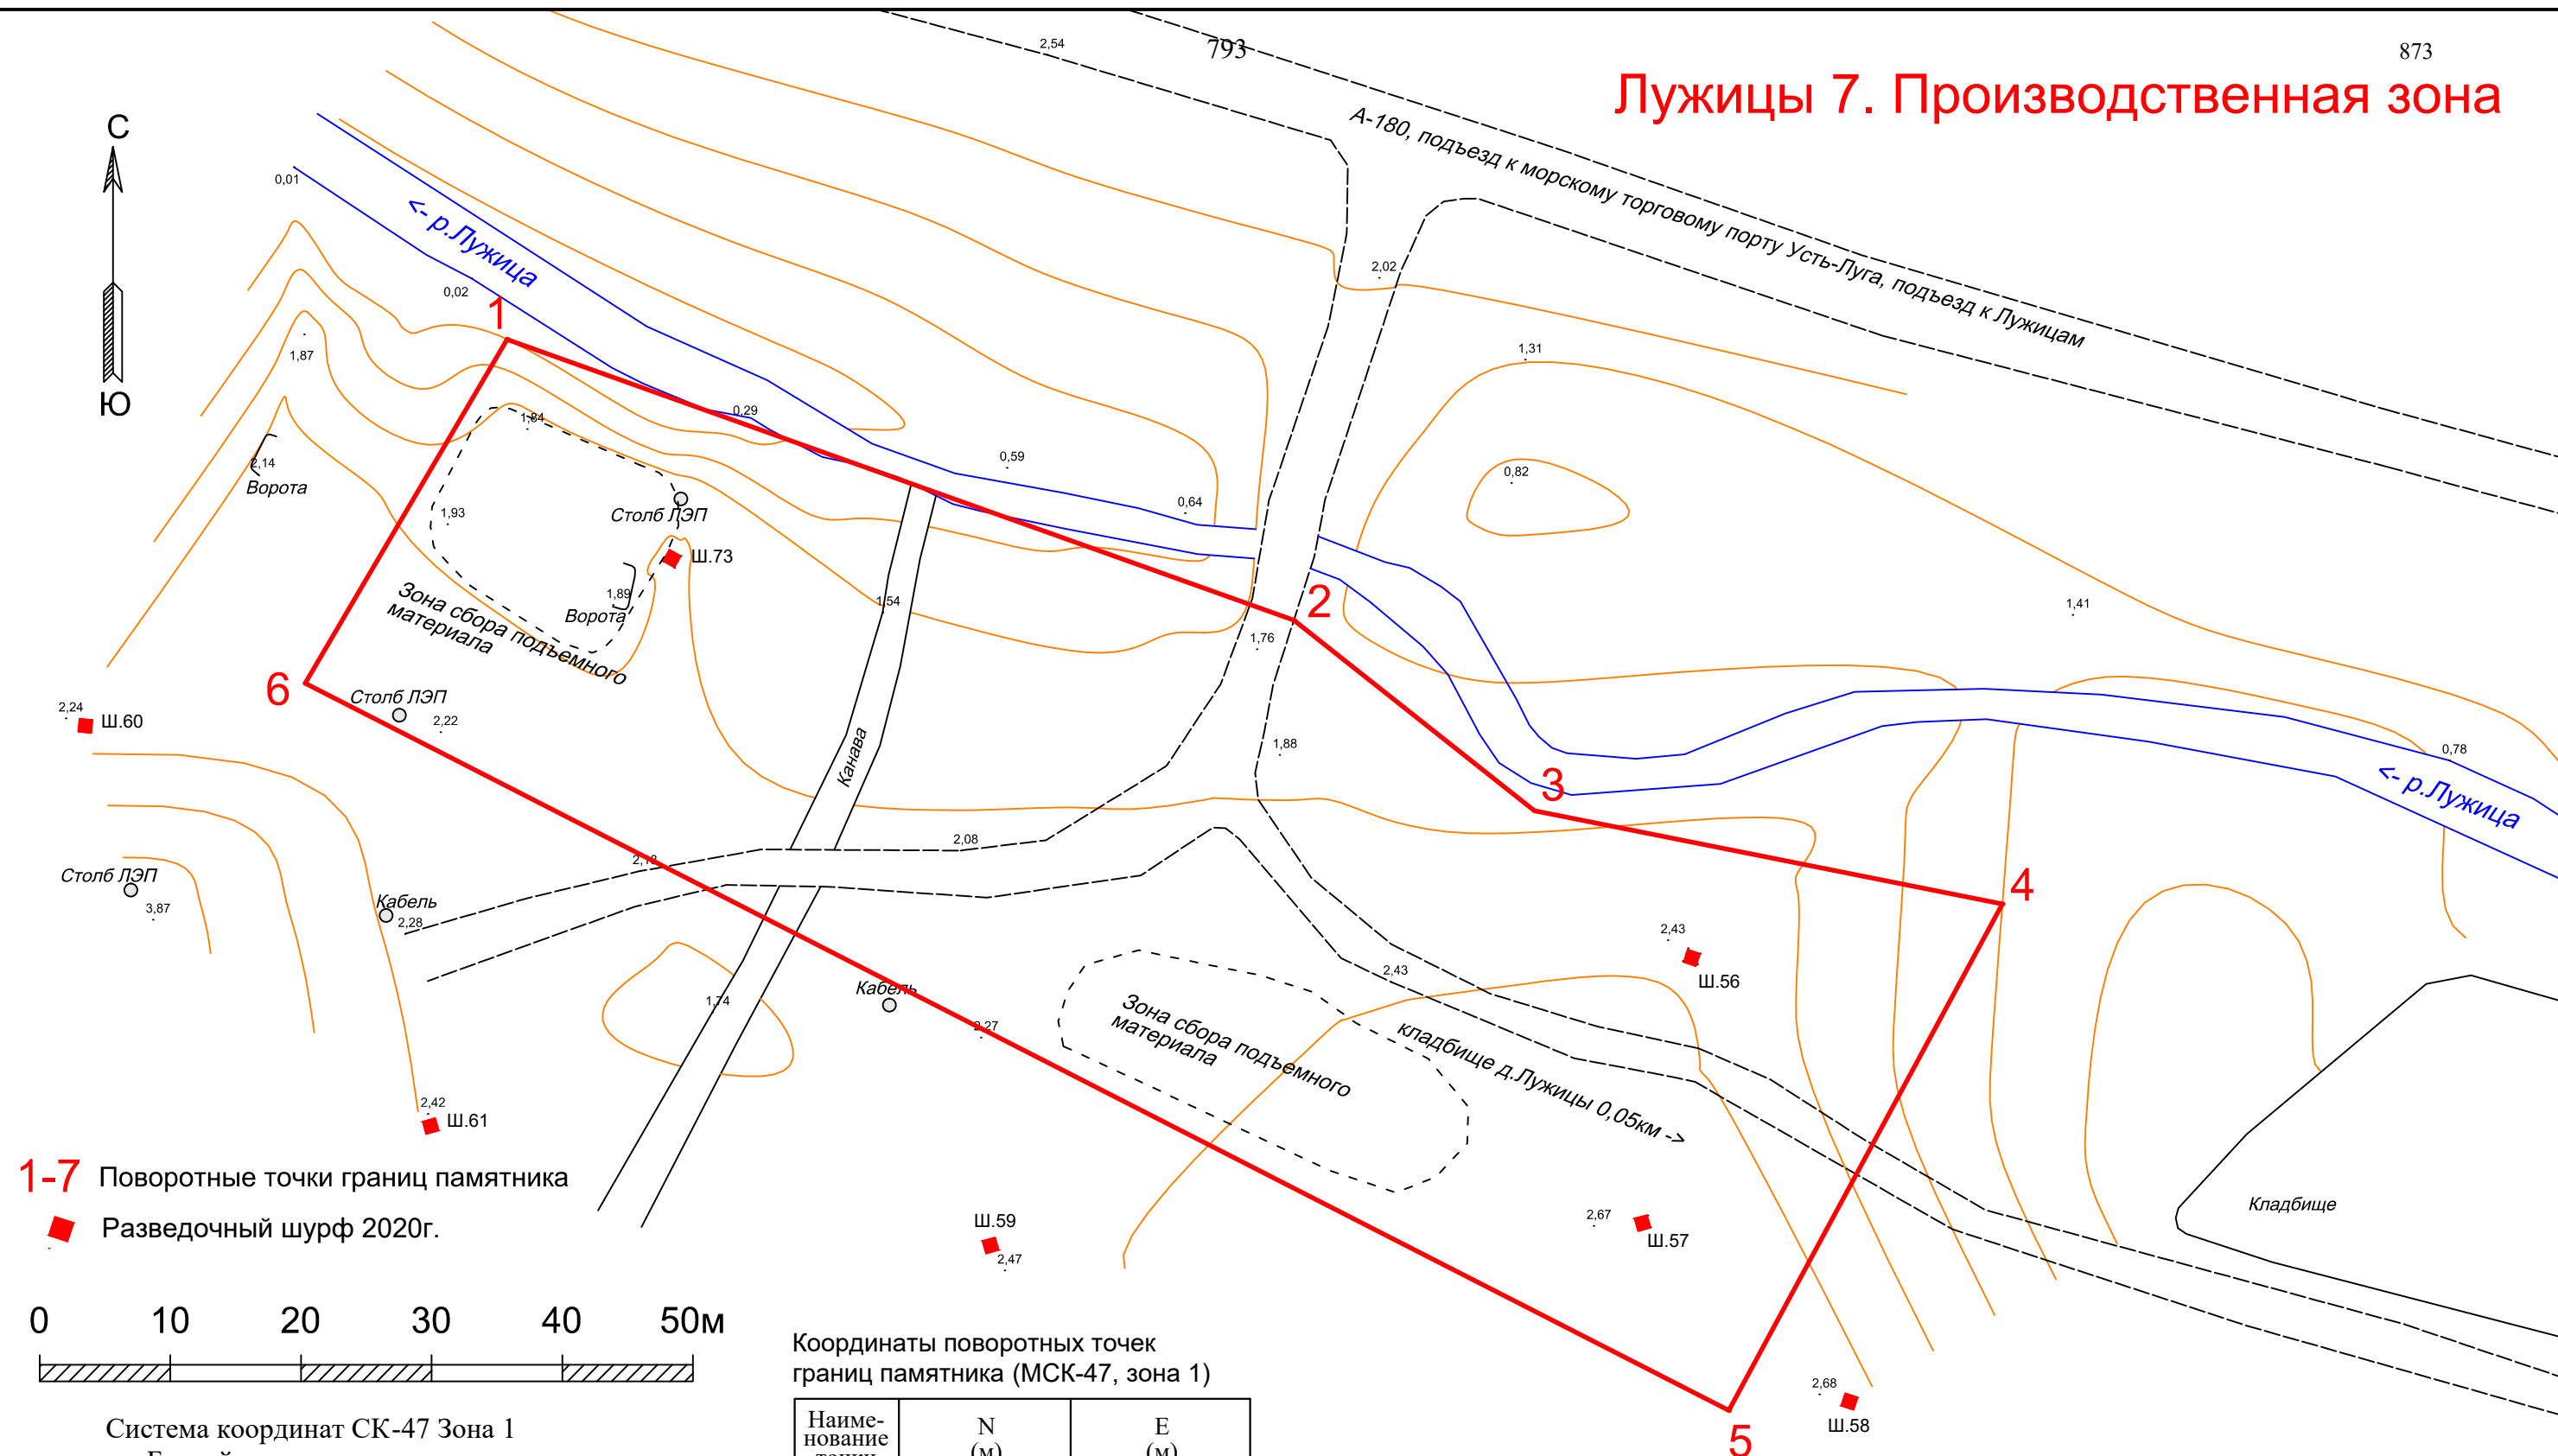 793
873
Лужицы 7. Производственная зона
2,54
А-180, подъезд к морскому торговому порту Усть-Луга, подъезд к Лужицам
С
Ю
0,01
<- р.Лужица
0,02
1
2,02
1,87
1,31
0,29
1,84
2,14
Ворота
0,59
0,82
0,64
1,93
Столб ЛЭП
Ш.73
1,89
Ворота
1,54
2
1,41
1,76
Зона сбора подъемного
материала
6
Столб ЛЭП
2,22
2,24
Ш.60
Канава
1,88
3
0,78
<- р.Лужица
2,08
2,13
4
Столб ЛЭП
3,87
Кабель
2,28
2,43
Ш.56
2,43
Кабель
1,74
2,27
Зона сбора подъемного
материала
кладбище д.Лужицы 0,05км ->
2,42
Ш.61
1-7 Поворотные точки границ памятника
Разведочный шурф 2020г.
Ш.59
2,47
2,67
Ш.57
Кладбище
0 10 20 30 40 50м
Координаты поворотных точек
границ памятника (МСК-47, зона 1)
2,68
Ш.58
5
Система координат СК-47 Зона 1
Наиме-
нование
N
(м)
E
(м)